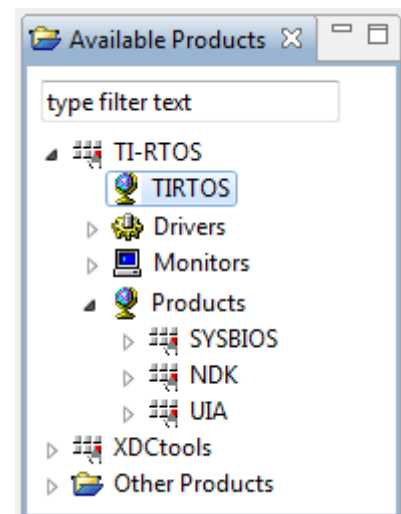 Available Products
type filter text
TI-RTOS
TIRTOS
Drivers
Monitors
Products
SYSBIOS
NDK
UIA
XDCtools
Other Products